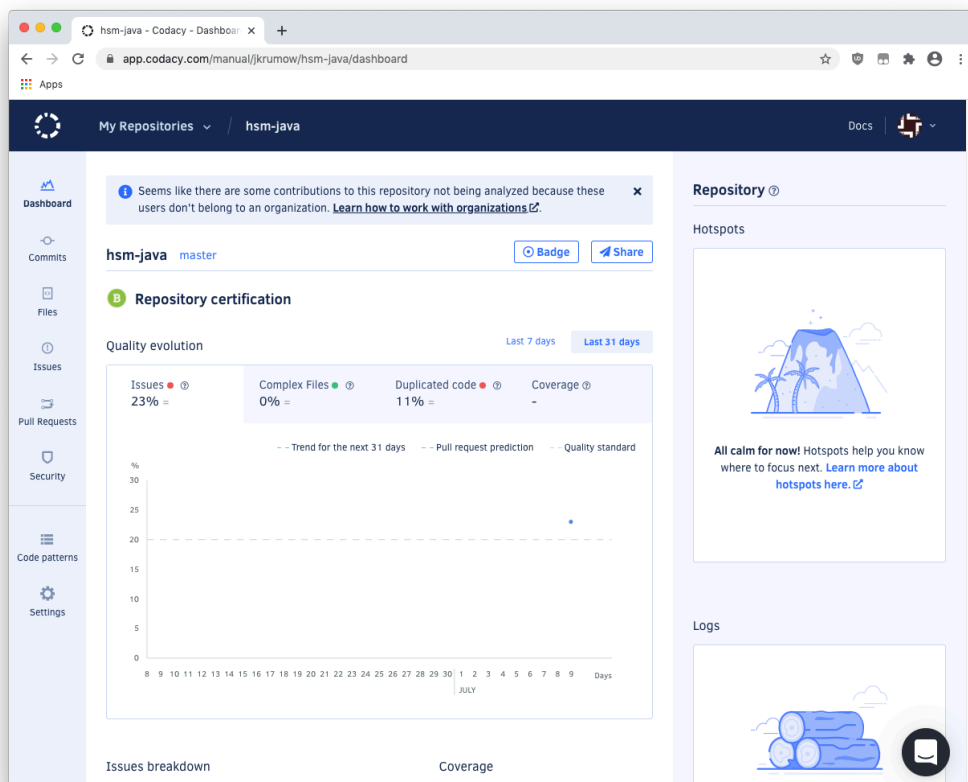 hsm-java - Codacy - Dashboar
app.codacy.com/manual/jkrumow/hsm-java/dashboard
Apps
My Repositories / hsm-java
Docs
Dashboard
Commits
Files
Issues
Pull Requests
Security
Code patterns
Settings
Seems like there are some contributions to this repository not being analyzed because these
users don't belong to an organization. Learn how to work with organizations.
hsm-java master
Badge
Share
B Repository certification
Quality evolution
Last 7 days
Last 31 days
Issues
23% =
Complex Files
0% =
Duplicated code
11% =
Coverage
-
Trend for the next 31 days
Pull request prediction
Quality standard
%
30
25
20
15
10
5
0
8 9 10 11 12 13 14 15 16 17 18 19 20 21 22 23 24 25 26 27 28 29 30 1 2 3 4 5 6 7 8 9 Days
JULY
Issues breakdown
Coverage
Repository
Hotspots
All calm for now! Hotspots help you know
where to focus next. Learn more about
hotspots here.
Logs